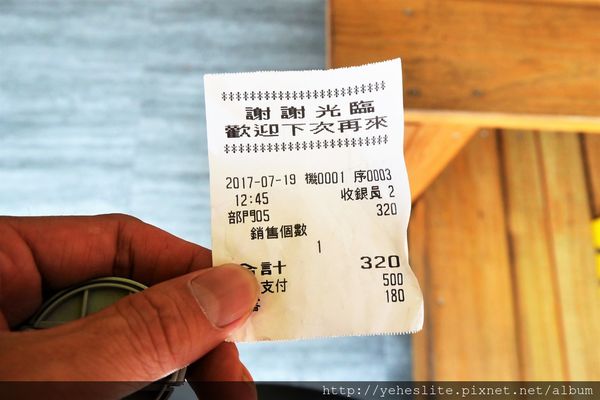 謝謝光臨
歡迎下次再來
2017-07-19 機0001 序0003
12:45 收銀員 2
部門05 320
銷售個數
1
合計 320
支付 500
180
http://yeheslite.pixnet.net/album